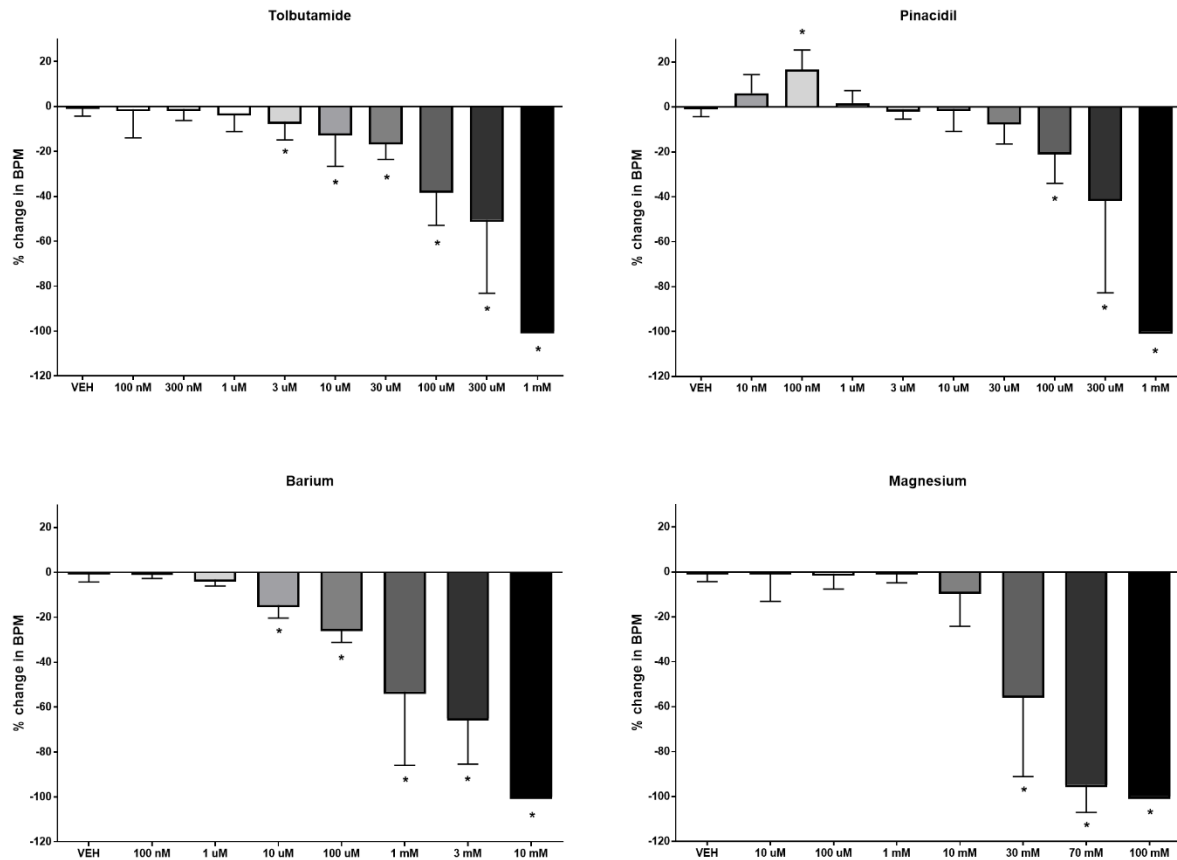 Tolbutamide
% change in BPM
20
0
-20
-40
-60
-80
-100
-120
* * * * * *
VEH 100 nM 300 nM 1 uM 3 uM 10 uM 30 uM 100 uM 300 uM 1 mM
Pinacidil
% change in BPM
20
0
-20
-40
-60
-80
-100
-120
* * * *
VEH 10 nM 100 nM 1 uM 3 uM 10 uM 30 uM 100 uM 300 uM 1 mM
Barium
% change in BPM
20
0
-20
-40
-60
-80
-100
-120
* * * * *
VEH 100 nM 1 uM 10 uM 100 uM 1 mM 3 mM 10 mM
Magnesium
% change in BPM
20
0
-20
-40
-60
-80
-100
-120
* * *
VEH 10 uM 100 uM 1 mM 10 mM 30 mM 70 mM 100 mM